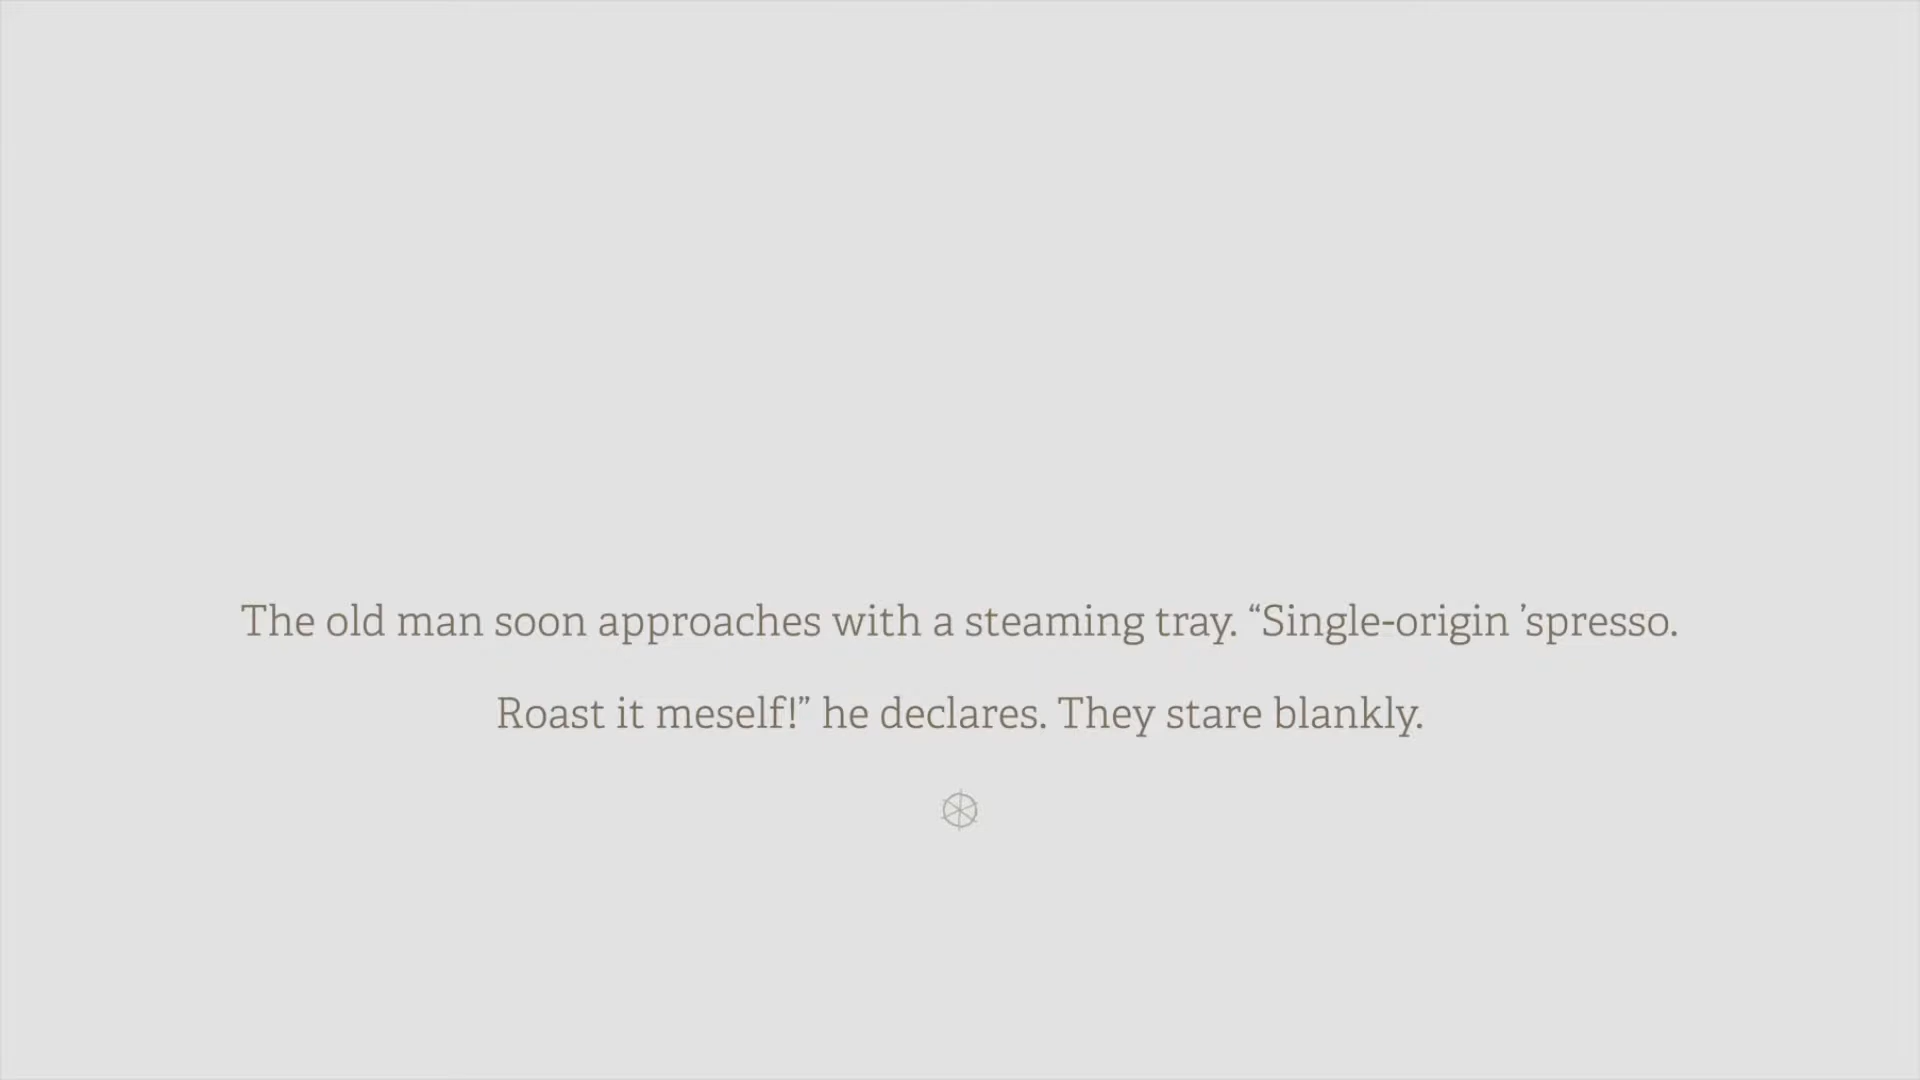 The old man soon approaches with a steaming tray. “Single-origin ’spresso.
Roast it meself!” he declares. They stare blankly.